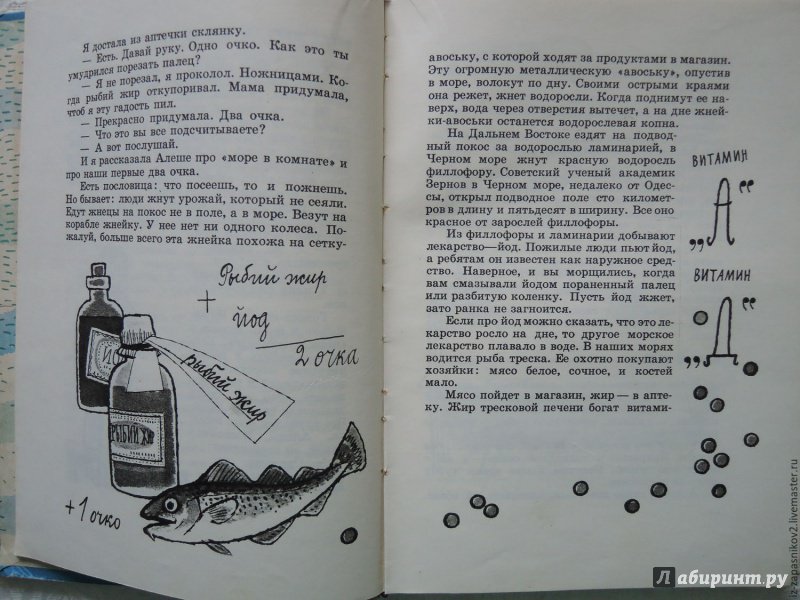 Я достала из аптечки склянку.
— Есть. Давай руку. Одно очко. Как это ты
умудрился порезать палец?
— Я не порезал, я проколол. Ножницами. Ко-
гда рыбий жир откупоривал. Мама придумала,
чтоб я эту гадость пил.
— Прекрасно придумала. Два очка.
— Что это вы все подсчитываете?
— А вот послушай.
И я рассказала Алеше про «море в комнате» и
про наши первые два очка.
Есть пословица: что посеешь, то и пожнешь.
Но бывает: люди жнут урожай, который не сеяли.
Едут жнецы на покос не в поле, а в море. Везут на
корабле жнейку. У нее нет ни одного колеса. По-
жалуй, больше всего эта жнейка похожа на сетку-
Рыбий жир
+
йод
2 очка
рыбий жир
ЙОД
РЫБИЙ ЖИР
+1 очко
авоську, с которой ходят за продуктами в магазин.
Эту огромную металлическую «авоську», опустив
в море, волокут по дну. Своими острыми краями
она режет, жнет водоросли. Когда поднимут ее на-
верх, вода через отверстия вытечет, а на дне жней-
ки-авоськи останется водорослевая копна.
На Дальнем Востоке ездят на подвод-
ный покос за водорослью ламинарией, в
Черном море жнут красную водоросль
филлофору. Советский ученый академик
Зернов в Черном море, недалеко от Одес-
сы, открыл подводное поле сто километ-
ров в длину и пятьдесят в ширину. Все оно
красное от зарослей филлофоры.
Из филлофоры и ламинарии добывают
лекарство—йод. Пожилые люди пьют йод,
а ребятам он известен как наружное сред-
ство. Наверное, и вы морщились, когда
вам смазывали йодом пораненный палец
или разбитую коленку. Пусть йод жжет,
зато ранка не загноится.
Если про йод можно сказать, что это ле-
карство росло на дне, то другое морское
лекарство плавало в воде. В наших морях
водится рыба треска. Ее охотно покупают
хозяйки: мясо белое, сочное, и костей
мало.
Мясо пойдет в магазин, жир — в апте-
ку. Жир тресковой печени богат витами-
ВИТАМИН
„А“
ВИТАМИН
„Д“
iz-zapasnikov2.livemaster.ru
Лабиринт.ру